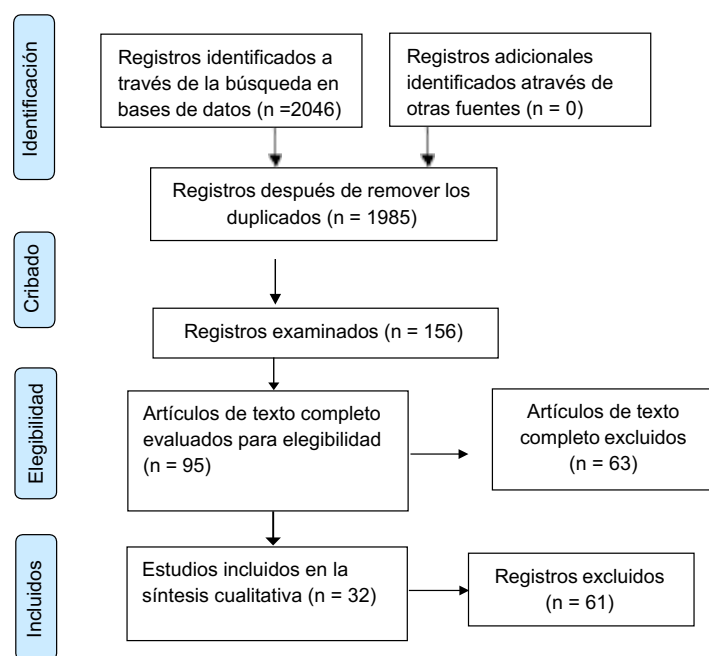 Identificación
Registros identificados a
través de la búsqueda en
bases de datos (n =2046)
Registros adicionales
identificados através de
otras fuentes (n = 0)
Registros después de remover los
duplicados (n = 1985)
Cribado
Registros examinados (n = 156)
Elegibilidad
Artículos de texto completo
evaluados para elegibilidad
(n = 95)
Artículos de texto
completo excluidos
(n = 63)
Incluidos
Estudios incluidos en la
síntesis cualitativa (n = 32)
Registros excluidos
(n = 61)